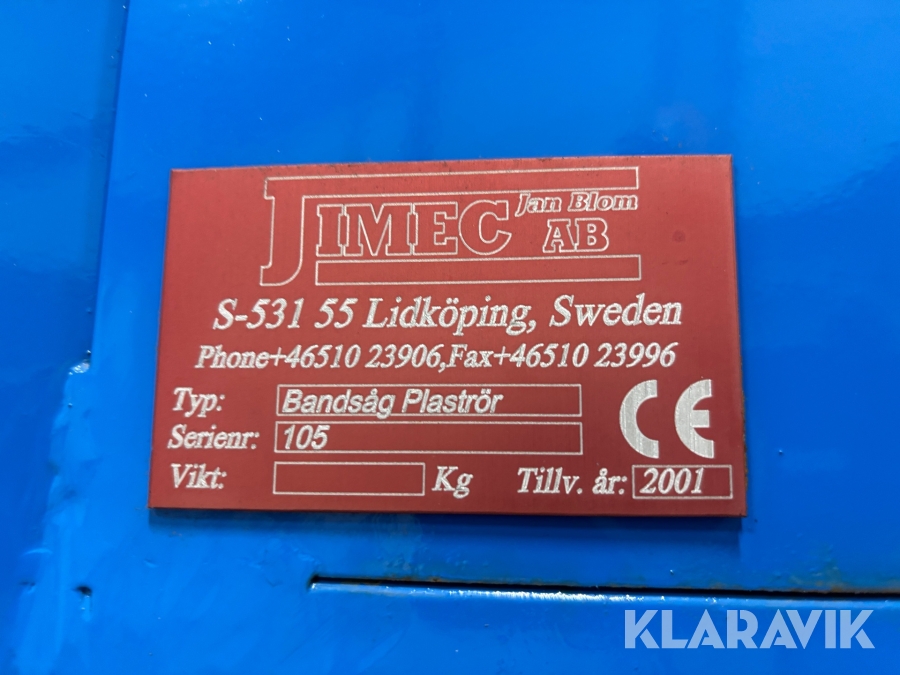 JIMEC Jan Blom AB
S-531 55 Lidköping, Sweden
Phone+46510 23906,Fax+46510 23996
Typ: Bandsåg Plaströr
Serienr: 105
Vikt: Kg Tillv. år: 2001
CE
KLARAVIK